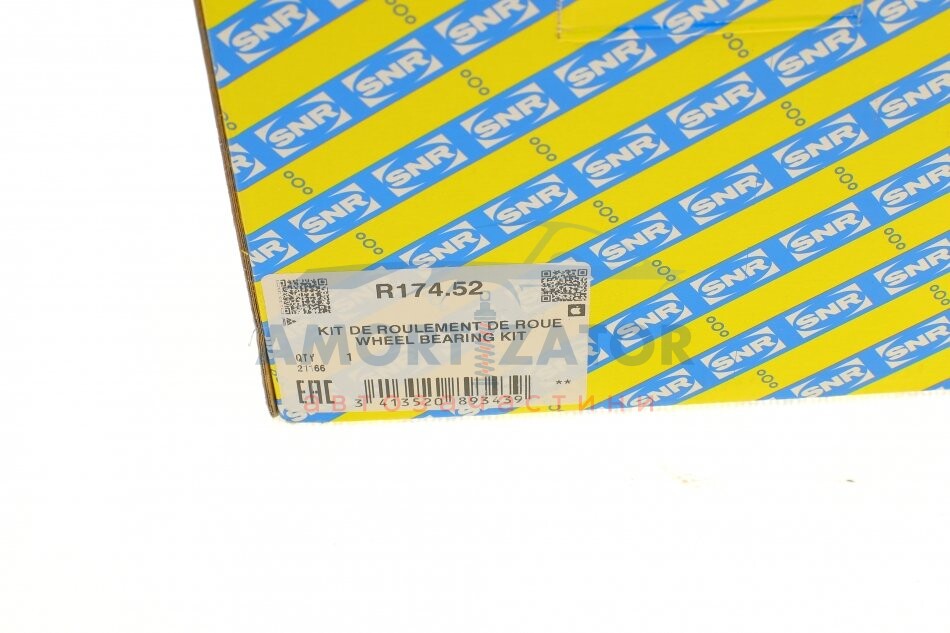 SNR
R174.52
KIT DE ROULEMENT DE ROUE
WHEEL BEARING KIT
QTY 1
21166
EAC
**
3 413520 893439
AMORTIZATOR
автозапчастини